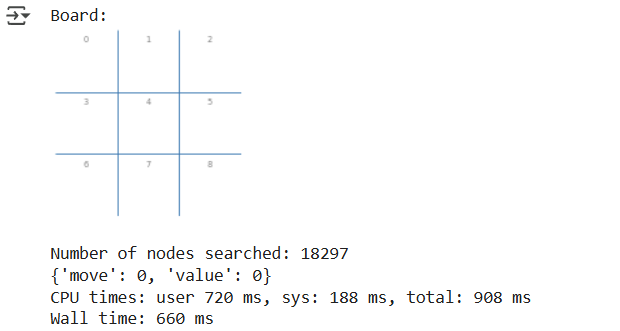 Board:
0 1 2
3 4 5
6 7 8
Number of nodes searched: 18297
{'move': 0, 'value': 0}
CPU times: user 720 ms, sys: 188 ms, total: 908 ms
Wall time: 660 ms